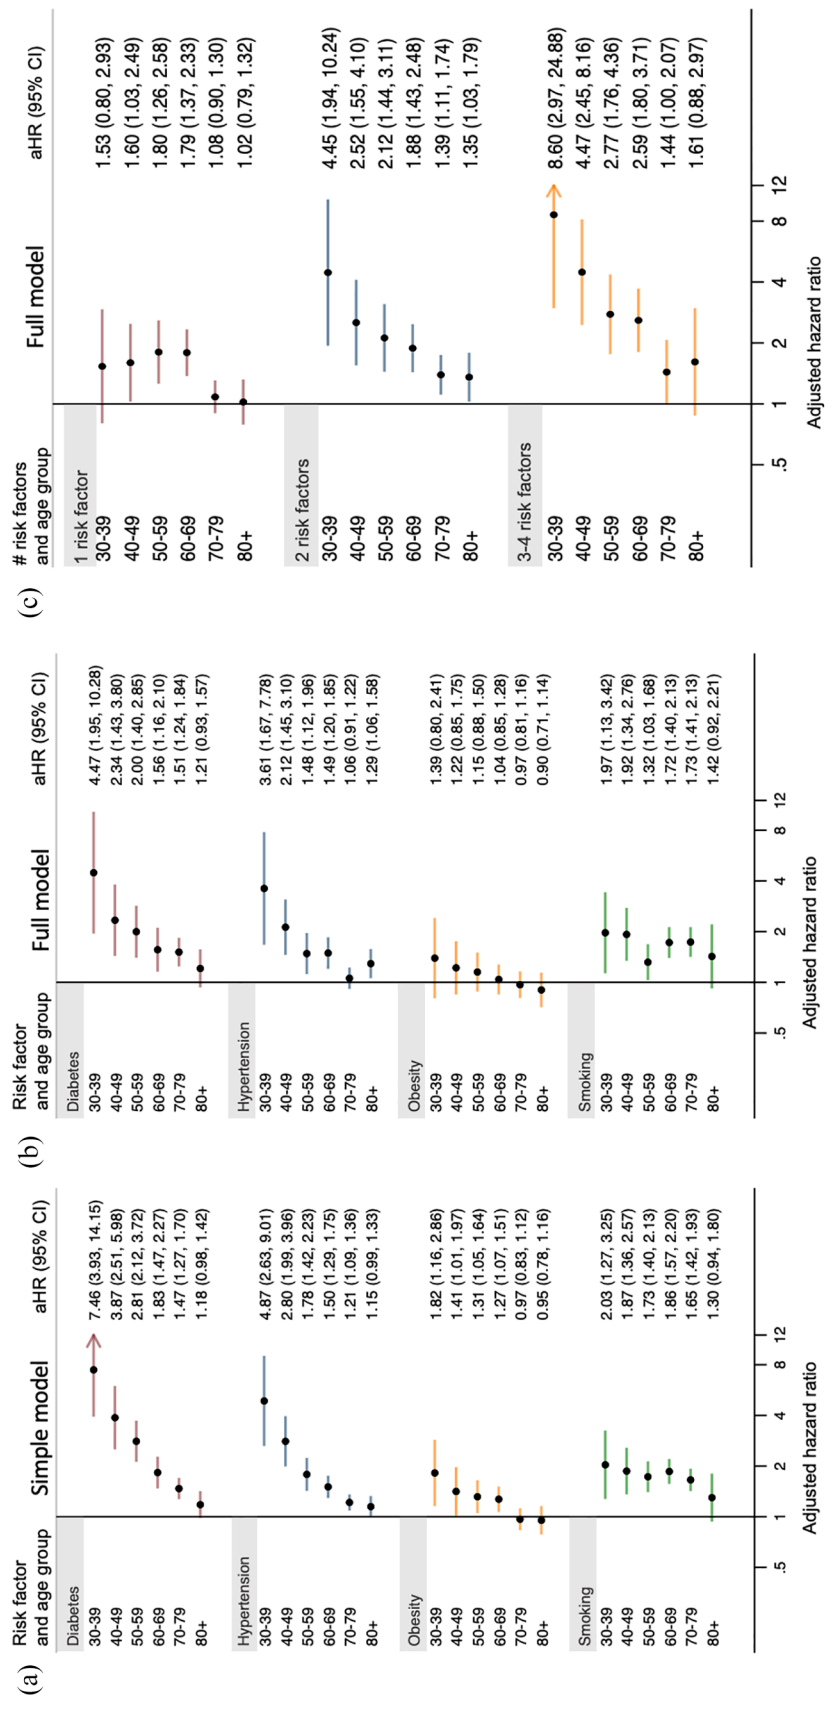 (a)
Risk factor
and age group
Simple model
aHR (95% CI)
Diabetes
30-39 7.46 (3.93, 14.15)
40-49 3.87 (2.51, 5.98)
50-59 2.81 (2.12, 3.72)
60-69 1.83 (1.47, 2.27)
70-79 1.47 (1.27, 1.70)
80+ 1.18 (0.98, 1.42)
Hypertension
30-39 4.87 (2.63, 9.01)
40-49 2.80 (1.99, 3.96)
50-59 1.78 (1.42, 2.23)
60-69 1.50 (1.29, 1.75)
70-79 1.21 (1.09, 1.36)
80+ 1.15 (0.99, 1.33)
Obesity
30-39 1.82 (1.16, 2.86)
40-49 1.41 (1.01, 1.97)
50-59 1.31 (1.05, 1.64)
60-69 1.27 (1.07, 1.51)
70-79 0.97 (0.83, 1.12)
80+ 0.95 (0.78, 1.16)
Smoking
30-39 2.03 (1.27, 3.25)
40-49 1.87 (1.36, 2.57)
50-59 1.73 (1.40, 2.13)
60-69 1.86 (1.57, 2.20)
70-79 1.65 (1.42, 1.93)
80+ 1.30 (0.94, 1.80)
.5 1 2 4 8 12
Adjusted hazard ratio
(b)
Risk factor
and age group
Full model
aHR (95% CI)
Diabetes
30-39 4.47 (1.95, 10.28)
40-49 2.34 (1.43, 3.80)
50-59 2.00 (1.40, 2.85)
60-69 1.56 (1.16, 2.10)
70-79 1.51 (1.24, 1.84)
80+ 1.21 (0.93, 1.57)
Hypertension
30-39 3.61 (1.67, 7.78)
40-49 2.12 (1.45, 3.10)
50-59 1.48 (1.12, 1.96)
60-69 1.49 (1.20, 1.85)
70-79 1.06 (0.91, 1.22)
80+ 1.29 (1.06, 1.58)
Obesity
30-39 1.39 (0.80, 2.41)
40-49 1.22 (0.85, 1.75)
50-59 1.15 (0.88, 1.50)
60-69 1.04 (0.85, 1.28)
70-79 0.97 (0.81, 1.16)
80+ 0.90 (0.71, 1.14)
Smoking
30-39 1.97 (1.13, 3.42)
40-49 1.92 (1.34, 2.76)
50-59 1.32 (1.03, 1.68)
60-69 1.72 (1.40, 2.13)
70-79 1.73 (1.41, 2.13)
80+ 1.42 (0.92, 2.21)
.5 1 2 4 8 12
Adjusted hazard ratio
(c)
# risk factors
and age group
Full model
aHR (95% CI)
1 risk factor
30-39 1.53 (0.80, 2.93)
40-49 1.60 (1.03, 2.49)
50-59 1.80 (1.26, 2.58)
60-69 1.79 (1.37, 2.33)
70-79 1.08 (0.90, 1.30)
80+ 1.02 (0.79, 1.32)
2 risk factors
30-39 4.45 (1.94, 10.24)
40-49 2.52 (1.55, 4.10)
50-59 2.12 (1.44, 3.11)
60-69 1.88 (1.43, 2.48)
70-79 1.39 (1.11, 1.74)
80+ 1.35 (1.03, 1.79)
3-4 risk factors
30-39 8.60 (2.97, 24.88)
40-49 4.47 (2.45, 8.16)
50-59 2.77 (1.76, 4.36)
60-69 2.59 (1.80, 3.71)
70-79 1.44 (1.00, 2.07)
80+ 1.61 (0.88, 2.97)
.5 1 2 4 8 12
Adjusted hazard ratio